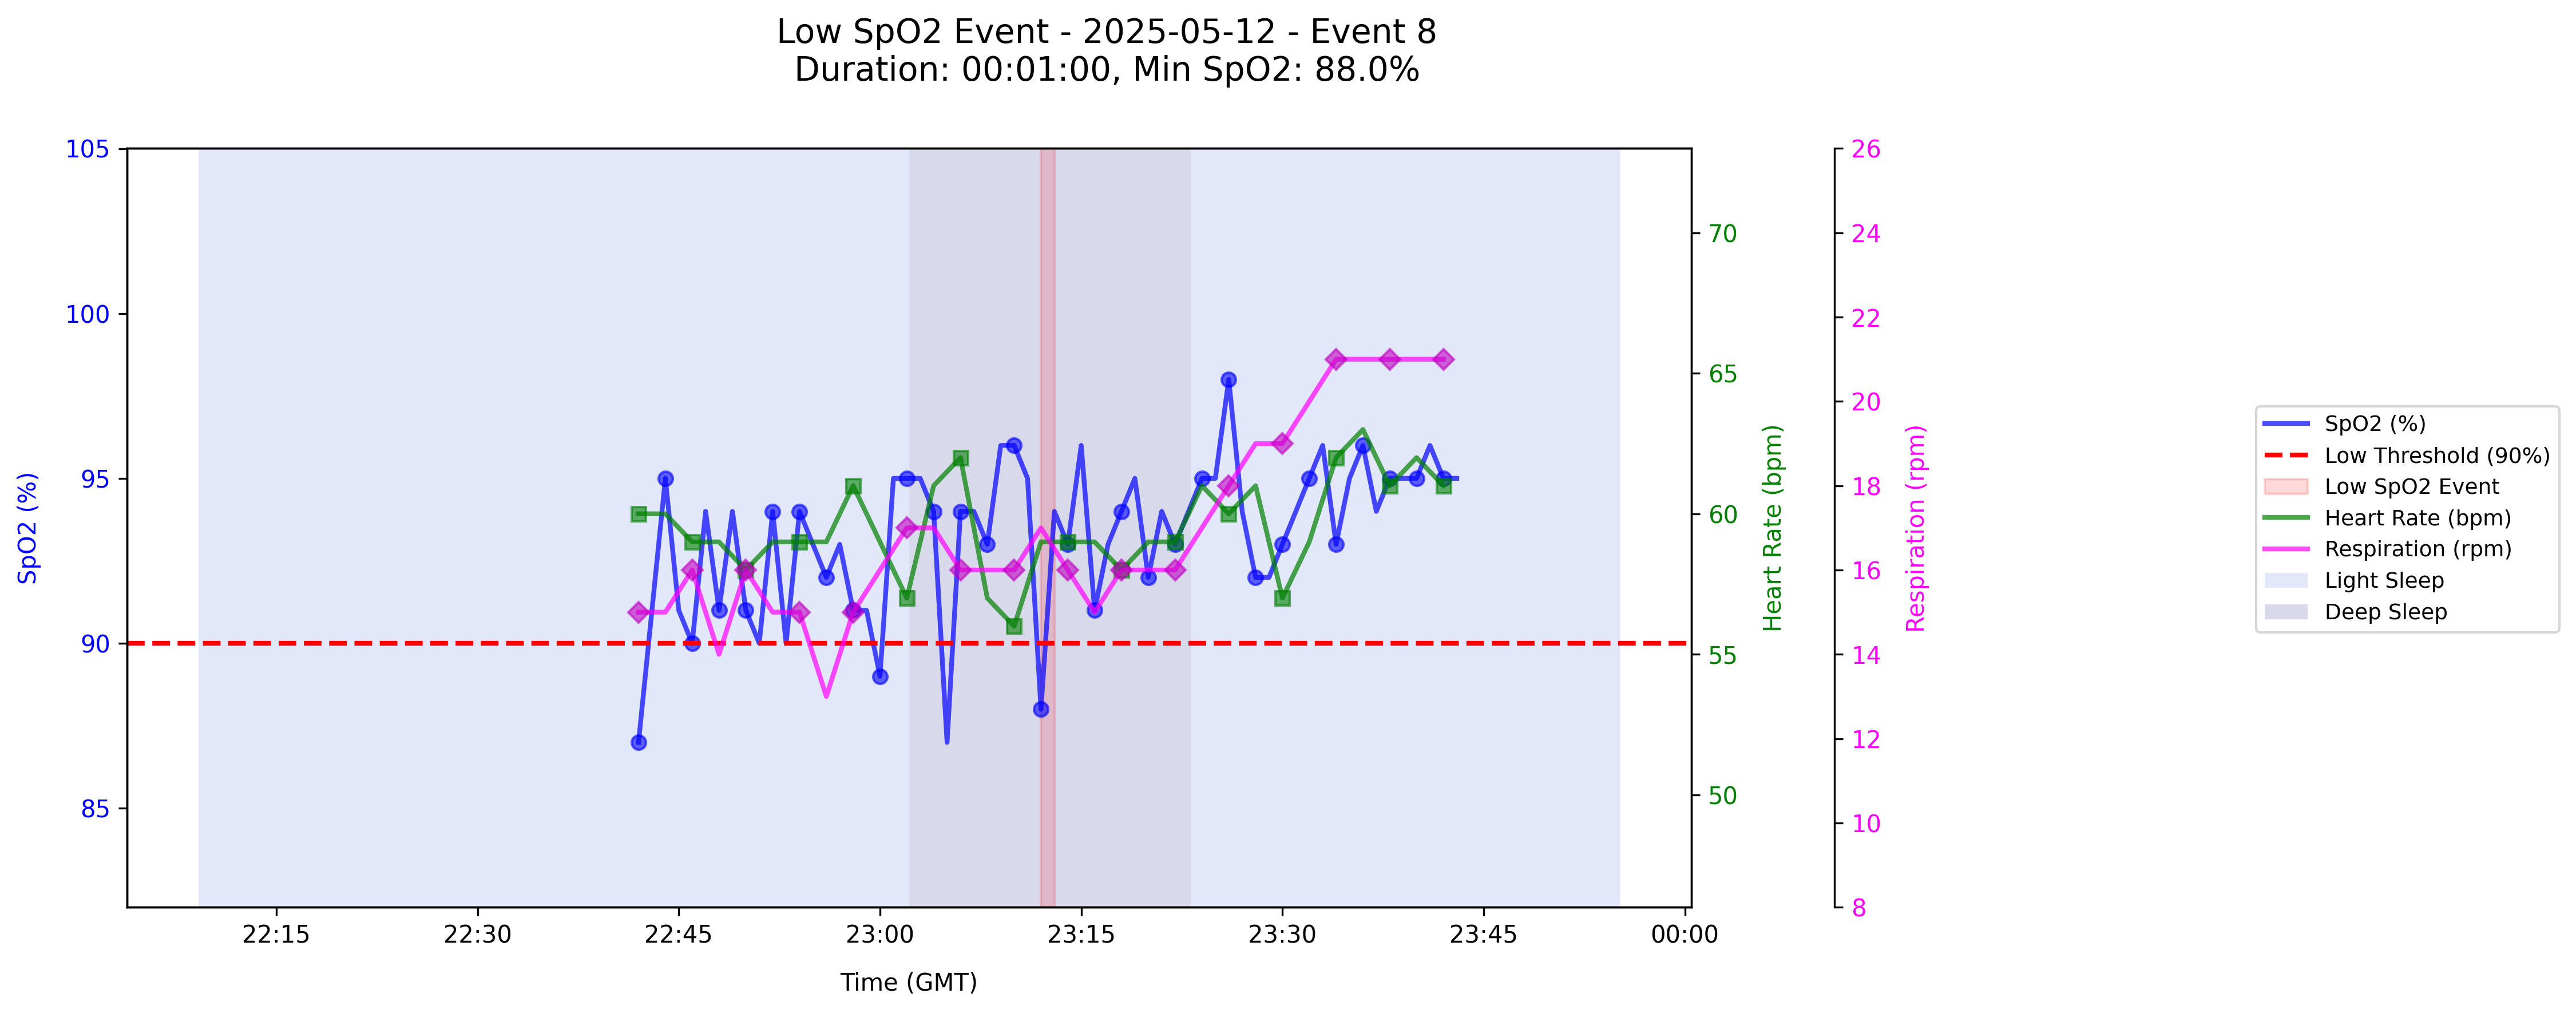 Low SpO2 Event - 2025-05-12 - Event 8
Duration: 00:01:00, Min SpO2: 88.0%
105
100
95
90
85
SpO2 (%)
22:15
22:30
22:45
23:00
23:15
23:30
23:45
00:00
Time (GMT)
70
65
60
55
50
Heart Rate (bpm)
26
24
22
20
18
16
14
12
10
8
Respiration (rpm)
SpO2 (%)
Low Threshold (90%)
Low SpO2 Event
Heart Rate (bpm)
Respiration (rpm)
Light Sleep
Deep Sleep